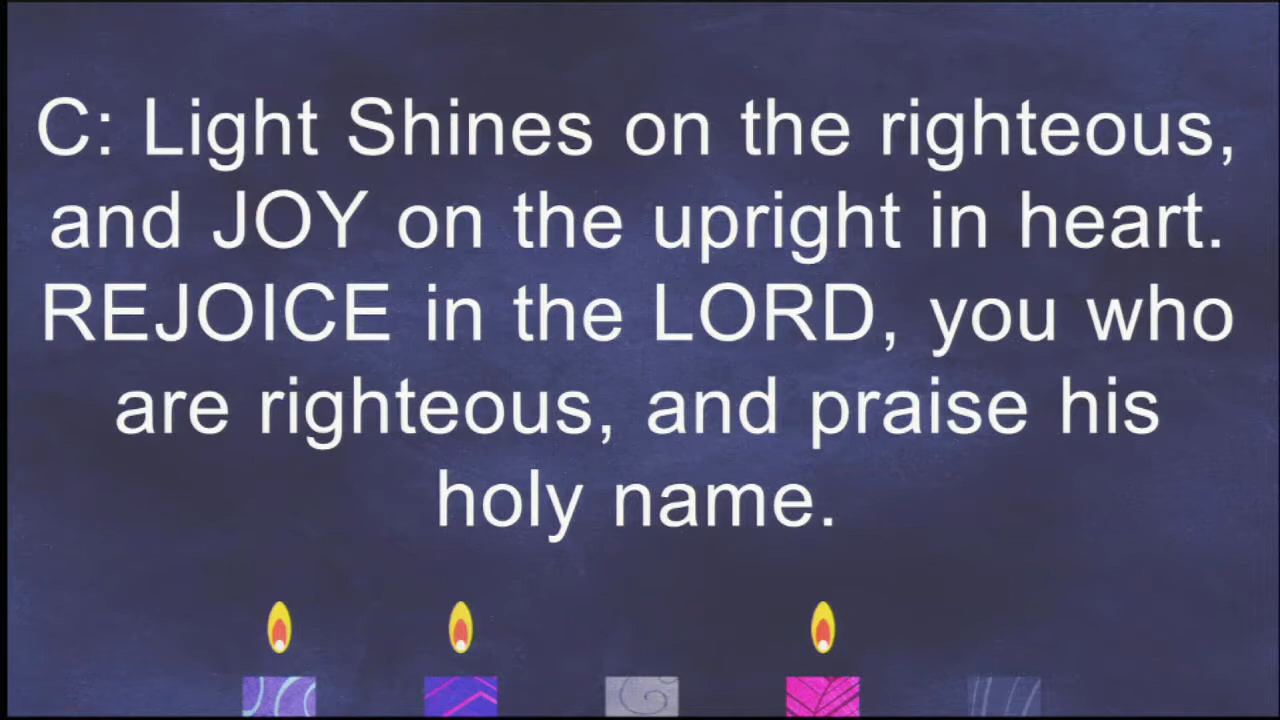 C: Light Shines on the righteous,
and JOY on the upright in heart.
REJOICE in the LORD, you who
are righteous, and praise his
holy name.